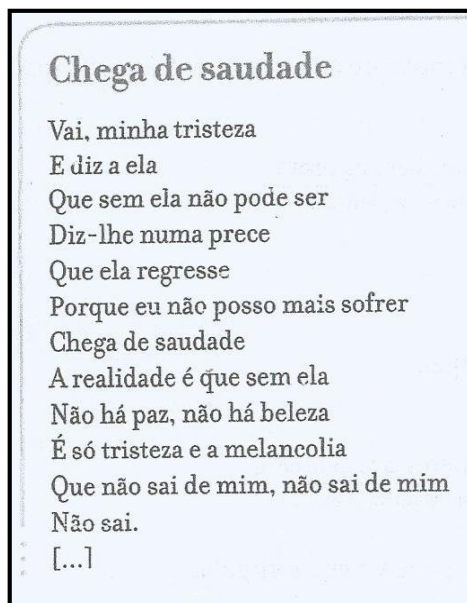 Chega de saudade
Vai, minha tristeza
E diz a ela
Que sem ela não pode ser
Diz-lhe numa prece
Que ela regresse
Porque eu não posso mais sofrer
Chega de saudade
A realidade é que sem ela
Não há paz, não há beleza
É só tristeza e a melancolia
Que não sai de mim, não sai de mim
Não sai.
[...]